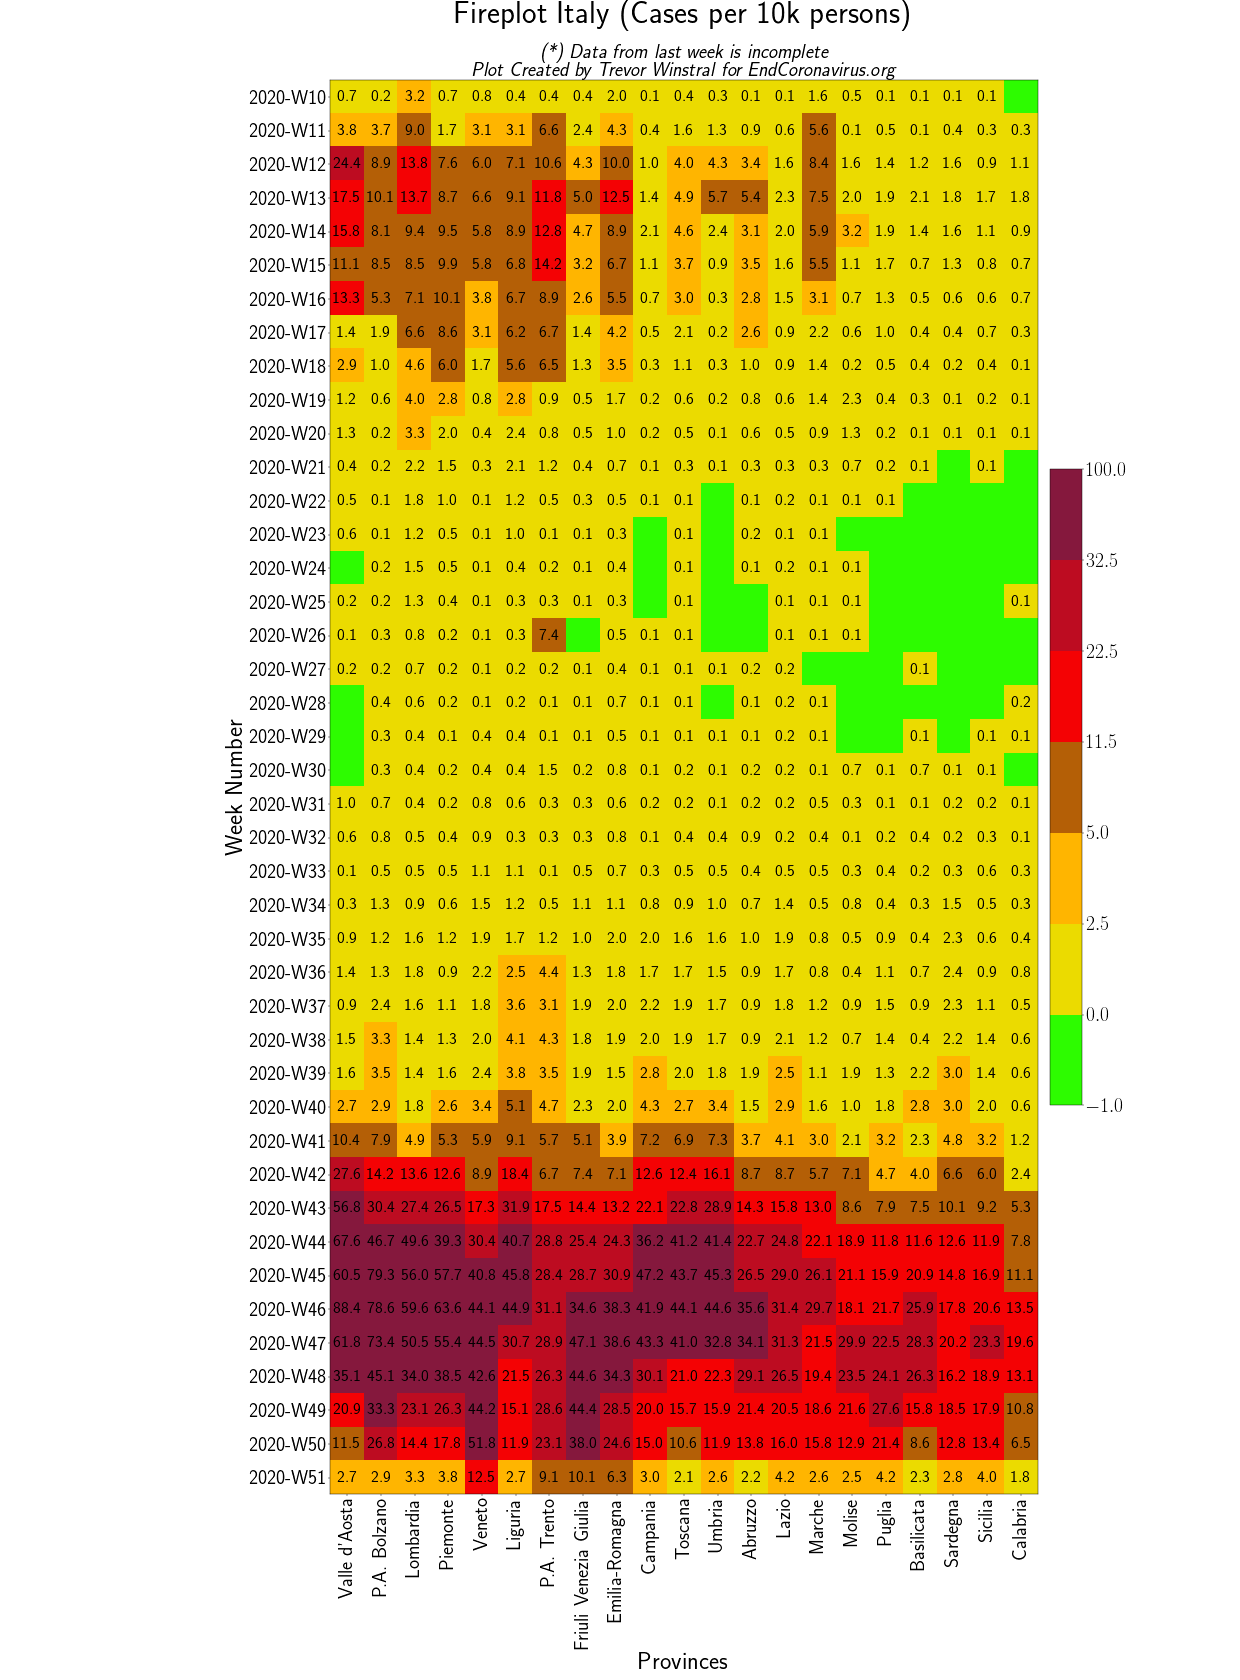 Fireplot Italy (Cases per 10k persons)
(*) Data from last week is incomplete
Plot Created by Trevor Winstral for EndCoronavirus.org
2020-W10 0.7 0.2 3.2 0.7 0.8 0.4 0.4 0.4 2.0 0.1 0.4 0.3 0.1 0.1 1.6 0.5 0.1 0.1 0.1 0.1
2020-W11 3.8 3.7 9.0 1.7 3.1 3.1 6.6 2.4 4.3 0.4 1.6 1.3 0.9 0.6 5.6 0.1 0.5 0.1 0.4 0.3 0.3
2020-W12 24.4 8.9 13.8 7.6 6.0 7.1 10.6 4.3 10.0 1.0 4.0 4.3 3.4 1.6 8.4 1.6 1.4 1.2 1.6 0.9 1.1
2020-W13 17.5 10.1 13.7 8.7 6.6 9.1 11.8 5.0 12.5 1.4 4.9 5.7 5.4 2.3 7.5 2.0 1.9 2.1 1.8 1.7 1.8
2020-W14 15.8 8.1 9.4 9.5 5.8 8.9 12.8 4.7 8.9 2.1 4.6 2.4 3.1 2.0 5.9 3.2 1.9 1.4 1.6 1.1 0.9
2020-W15 11.1 8.5 8.5 9.9 5.8 6.8 14.2 3.2 6.7 1.1 3.7 0.9 3.5 1.6 5.5 1.1 1.7 0.7 1.3 0.8 0.7
2020-W16 13.3 5.3 7.1 10.1 3.8 6.7 8.9 2.6 5.5 0.7 3.0 0.3 2.8 1.5 3.1 0.7 1.3 0.5 0.6 0.6 0.7
2020-W17 1.4 1.9 6.6 8.6 3.1 6.2 6.7 1.4 4.2 0.5 2.1 0.2 2.6 0.9 2.2 0.6 1.0 0.4 0.4 0.7 0.3
2020-W18 2.9 1.0 4.6 6.0 1.7 5.6 6.5 1.3 3.5 0.3 1.1 0.3 1.0 0.9 1.4 0.2 0.5 0.4 0.2 0.4 0.1
2020-W19 1.2 0.6 4.0 2.8 0.8 2.8 0.9 0.5 1.7 0.2 0.6 0.2 0.8 0.6 1.4 2.3 0.4 0.3 0.1 0.2 0.1
2020-W20 1.3 0.2 3.3 2.0 0.4 2.4 0.8 0.5 1.0 0.2 0.5 0.1 0.6 0.5 0.9 1.3 0.2 0.1 0.1 0.1 0.1
2020-W21 0.4 0.2 2.2 1.5 0.3 2.1 1.2 0.4 0.7 0.1 0.3 0.1 0.3 0.3 0.3 0.7 0.2 0.1 0.1
2020-W22 0.5 0.1 1.8 1.0 0.1 1.2 0.5 0.3 0.5 0.1 0.1 0.1 0.2 0.1 0.1 0.1
2020-W23 0.6 0.1 1.2 0.5 0.1 1.0 0.1 0.1 0.3 0.1 0.2 0.1 0.1
2020-W24 0.2 1.5 0.5 0.1 0.4 0.2 0.1 0.4 0.1 0.1 0.2 0.1 0.1
2020-W25 0.2 0.2 1.3 0.4 0.1 0.3 0.3 0.1 0.3 0.1 0.1 0.1 0.1 0.1
2020-W26 0.1 0.3 0.8 0.2 0.1 0.3 7.4 0.5 0.1 0.1 0.1 0.1 0.1
2020-W27 0.2 0.2 0.7 0.2 0.1 0.2 0.2 0.1 0.4 0.1 0.1 0.1 0.2 0.2 0.1
2020-W28 0.4 0.6 0.2 0.1 0.2 0.1 0.1 0.7 0.1 0.1 0.1 0.2 0.1 0.2
2020-W29 0.3 0.4 0.1 0.4 0.4 0.1 0.1 0.5 0.1 0.1 0.1 0.1 0.2 0.1 0.1 0.1 0.1
2020-W30 0.3 0.4 0.2 0.4 0.4 1.5 0.2 0.8 0.1 0.2 0.1 0.2 0.2 0.1 0.7 0.1 0.7 0.1 0.1
2020-W31 1.0 0.7 0.4 0.2 0.8 0.6 0.3 0.3 0.6 0.2 0.2 0.1 0.2 0.2 0.5 0.3 0.1 0.1 0.2 0.2 0.1
2020-W32 0.6 0.8 0.5 0.4 0.9 0.3 0.3 0.3 0.8 0.1 0.4 0.4 0.9 0.2 0.4 0.1 0.2 0.4 0.2 0.3 0.1
2020-W33 0.1 0.5 0.5 0.5 1.1 1.1 0.1 0.5 0.7 0.3 0.5 0.5 0.4 0.5 0.5 0.3 0.4 0.2 0.3 0.6 0.3
2020-W34 0.3 1.3 0.9 0.6 1.5 1.2 0.5 1.1 1.1 0.8 0.9 1.0 0.7 1.4 0.5 0.8 0.4 0.3 1.5 0.5 0.3
2020-W35 0.9 1.2 1.6 1.2 1.9 1.7 1.2 1.0 2.0 2.0 1.6 1.6 1.0 1.9 0.8 0.5 0.9 0.4 2.3 0.6 0.4
2020-W36 1.4 1.3 1.8 0.9 2.2 2.5 4.4 1.3 1.8 1.7 1.7 1.5 0.9 1.7 0.8 0.4 1.1 0.7 2.4 0.9 0.8
2020-W37 0.9 2.4 1.6 1.1 1.8 3.6 3.1 1.9 2.0 2.2 1.9 1.7 0.9 1.8 1.2 0.9 1.5 0.9 2.3 1.1 0.5
2020-W38 1.5 3.3 1.4 1.3 2.0 4.1 4.3 1.8 1.9 2.0 1.9 1.7 0.9 2.1 1.2 0.7 1.4 0.4 2.2 1.4 0.6
2020-W39 1.6 3.5 1.4 1.6 2.4 3.8 3.5 1.9 1.5 2.8 2.0 1.8 1.9 2.5 1.1 1.9 1.3 2.2 3.0 1.4 0.6
2020-W40 2.7 2.9 1.8 2.6 3.4 5.1 4.7 2.3 2.0 4.3 2.7 3.4 1.5 2.9 1.6 1.0 1.8 2.8 3.0 2.0 0.6
2020-W41 10.4 7.9 4.9 5.3 5.9 9.1 5.7 5.1 3.9 7.2 6.9 7.3 3.7 4.1 3.0 2.1 3.2 2.3 4.8 3.2 1.2
2020-W42 27.6 14.2 13.6 12.6 8.9 18.4 6.7 7.4 7.1 12.6 12.4 16.1 8.7 8.7 5.7 7.1 4.7 4.0 6.6 6.0 2.4
2020-W43 56.8 30.4 27.4 26.5 17.3 31.9 17.5 14.4 13.2 22.1 22.8 28.9 14.3 15.8 13.0 8.6 7.9 7.5 10.1 9.2 5.3
2020-W44 67.6 46.7 49.6 39.3 30.4 40.7 28.8 25.4 24.3 36.2 41.2 41.4 22.7 24.8 22.1 18.9 11.8 11.6 12.6 11.9 7.8
2020-W45 60.5 79.3 56.0 57.7 40.8 45.8 28.4 28.7 30.9 47.2 43.7 45.3 26.5 29.0 26.1 21.1 15.9 20.9 14.8 16.9 11.1
2020-W46 88.4 78.6 59.6 63.6 44.1 44.9 31.1 34.6 38.3 41.9 44.1 44.6 35.6 31.4 29.7 18.1 21.7 25.9 17.8 20.6 13.5
2020-W47 61.8 73.4 50.5 55.4 44.5 30.7 28.9 47.1 38.6 43.3 41.0 32.8 34.1 31.3 21.5 29.9 22.5 28.3 20.2 23.3 19.6
2020-W48 35.1 45.1 34.0 38.5 42.6 21.5 26.3 44.6 34.3 30.1 21.0 22.3 29.1 26.5 19.4 23.5 24.1 26.3 16.2 18.9 13.1
2020-W49 20.9 33.3 23.1 26.3 44.2 15.1 28.6 44.4 28.5 20.0 15.7 15.9 21.4 20.5 18.6 21.6 27.6 15.8 18.5 17.9 10.8
2020-W50 11.5 26.8 14.4 17.8 51.8 11.9 23.1 38.0 24.6 15.0 10.6 11.9 13.8 16.0 15.8 12.9 21.4 8.6 12.8 13.4 6.5
2020-W51 2.7 2.9 3.3 3.8 12.5 2.7 9.1 10.1 6.3 3.0 2.1 2.6 2.2 4.2 2.6 2.5 4.2 2.3 2.8 4.0 1.8
Week Number
Valle d'Aosta
P.A. Bolzano
Lombardia
Piemonte
Veneto
Liguria
P.A. Trento
Friuli Venezia Giulia
Emilia-Romagna
Campania
Toscana
Umbria
Abruzzo
Lazio
Marche
Molise
Puglia
Basilicata
Sardegna
Sicilia
Calabria
Provinces
100.0
32.5
22.5
11.5
5.0
2.5
0.0
−1.0